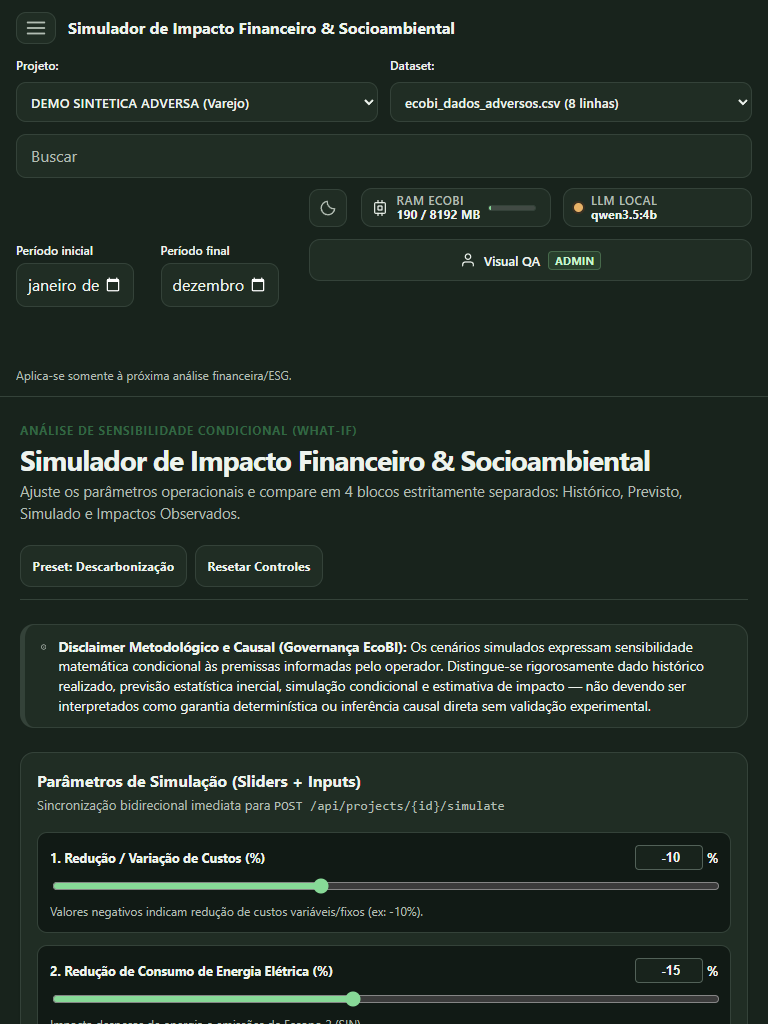 Simulador de Impacto Financeiro & Socioambiental
Projeto:
Dataset:
DEMO SINTETICA ADVERSA (Varejo)
ecobi_dados_adversos.csv (8 linhas)
Buscar
RAM ECOBI
190 / 8192 MB
LLM LOCAL
qwen3.5:4b
Período inicial
Período final
janeiro de
dezembro
Visual QA ADMIN
Aplica-se somente à próxima análise financeira/ESG.
ANÁLISE DE SENSIBILIDADE CONDICIONAL (WHAT-IF)
Simulador de Impacto Financeiro & Socioambiental
Ajuste os parâmetros operacionais e compare em 4 blocos estritamente separados: Histórico, Previsto,
Simulado e Impactos Observados.
Preset: Descarbonização
Resetar Controles
Disclaimer Metodológico e Causal (Governança EcoBI): Os cenários simulados expressam sensibilidade
matemática condicional às premissas informadas pelo operador. Distingue-se rigorosamente dado histórico
realizado, previsão estatística inercial, simulação condicional e estimativa de impacto — não devendo ser
interpretados como garantia determinística ou inferência causal direta sem validação experimental.
Parâmetros de Simulação (Sliders + Inputs)
Sincronização bidirecional imediata para POST /api/projects/{id}/simulate
1. Redução / Variação de Custos (%)
-10 %
Valores negativos indicam redução de custos variáveis/fixos (ex: -10%).
2. Redução de Consumo de Energia Elétrica (%)
-15 %